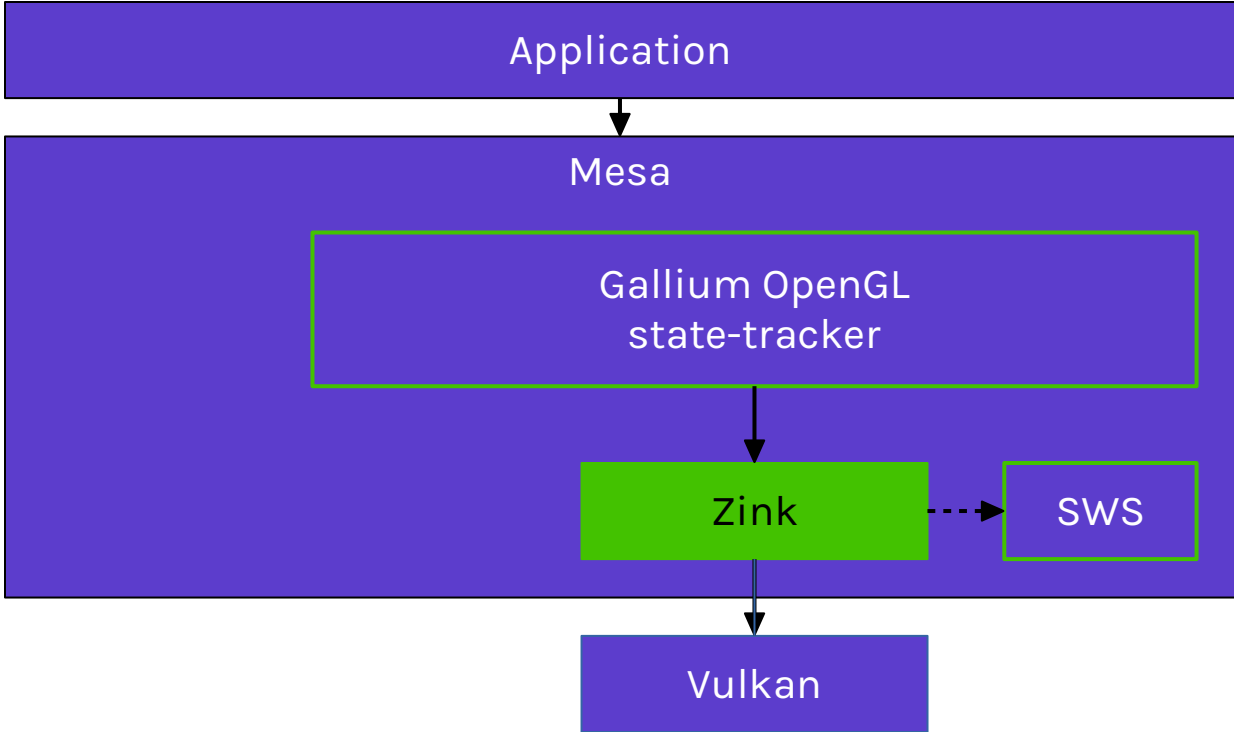 Application
Mesa
Gallium OpenGL
state-tracker
Zink
SWS
Vulkan